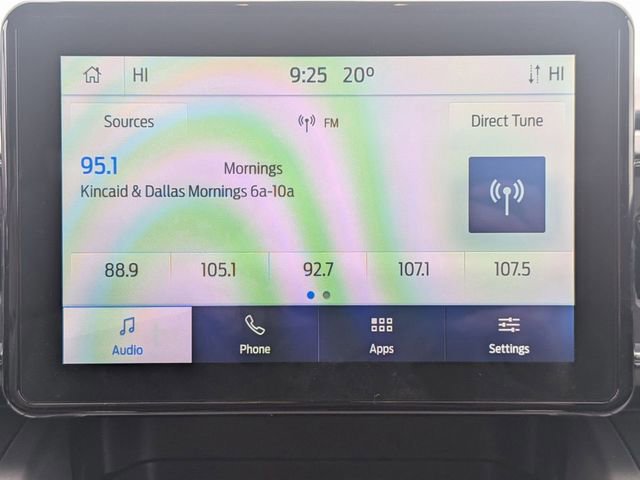 HI 9:25 20° HI
Sources FM Direct Tune
95.1 Mornings
Kincaid & Dallas Mornings 6a-10a
88.9 105.1 92.7 107.1 107.5
Audio Phone Apps Settings